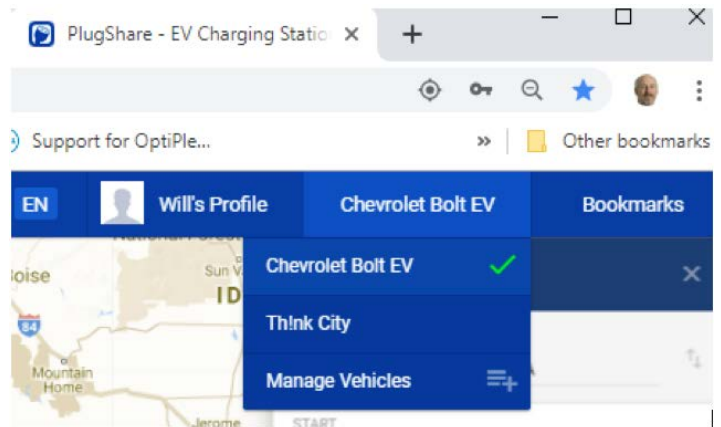 PlugShare - EV Charging Statio
Support for OptiPle...
Other bookmarks
EN Will's Profile Chevrolet Bolt EV Bookmarks
Chevrolet Bolt EV
Th!nk City
Manage Vehicles
oise
Sun V
ID
84
Mountain
Home
Jerome
START